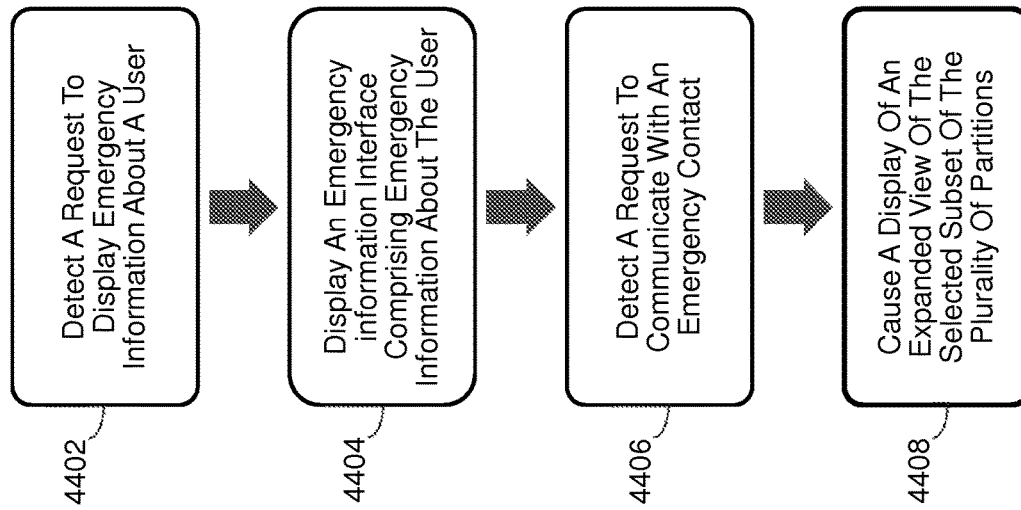 4402
Detect A Request To
Display Emergency
Information About A User
4404
Display An Emergency
information Interface
Comprising Emergency
Information About The User
4406
Detect A Request To
Communicate With An
Emergency Contact
4408
Cause A Display Of An
Expanded View Of The
Selected Subset Of The
Plurality Of Partitions